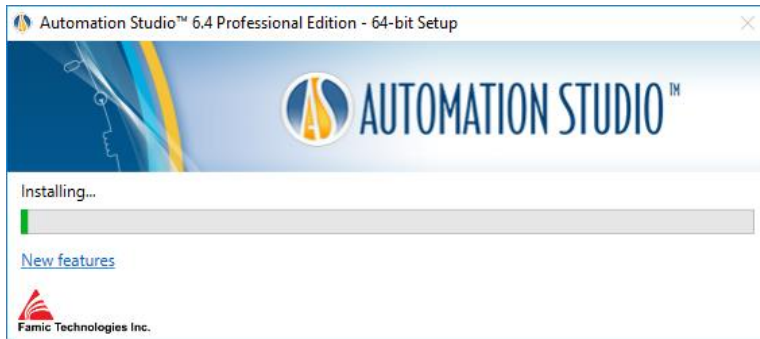 Automation Studio™ 6.4 Professional Edition - 64-bit Setup
AUTOMATION STUDIO™
Installing...
New features
Famic Technologies Inc.